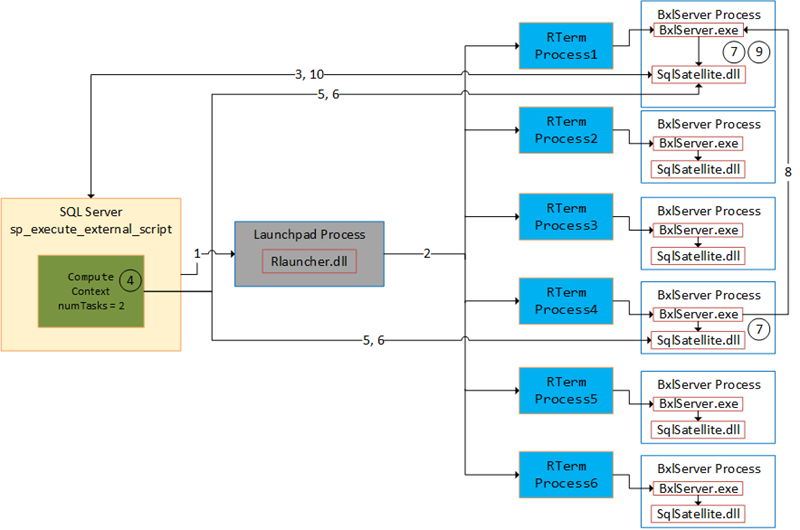 RTerm
Process1
BxlServer Process
BxlServer.exe
7
9
SqlSatellite.dll
3, 10
5, 6
RTerm
Process2
BxlServer Process
BxlServer.exe
SqlSatellite.dll
8
SQL Server
sp_execute_external_script
RTerm
Process3
BxlServer Process
BxlServer.exe
SqlSatellite.dll
1
Launchpad Process
Rlauncher.dll
2
Compute
Context
numTasks = 2
4
RTerm
Process4
BxlServer Process
BxlServer.exe
7
SqlSatellite.dll
5, 6
RTerm
Process5
BxlServer Process
BxlServer.exe
SqlSatellite.dll
RTerm
Process6
BxlServer Process
BxlServer.exe
SqlSatellite.dll